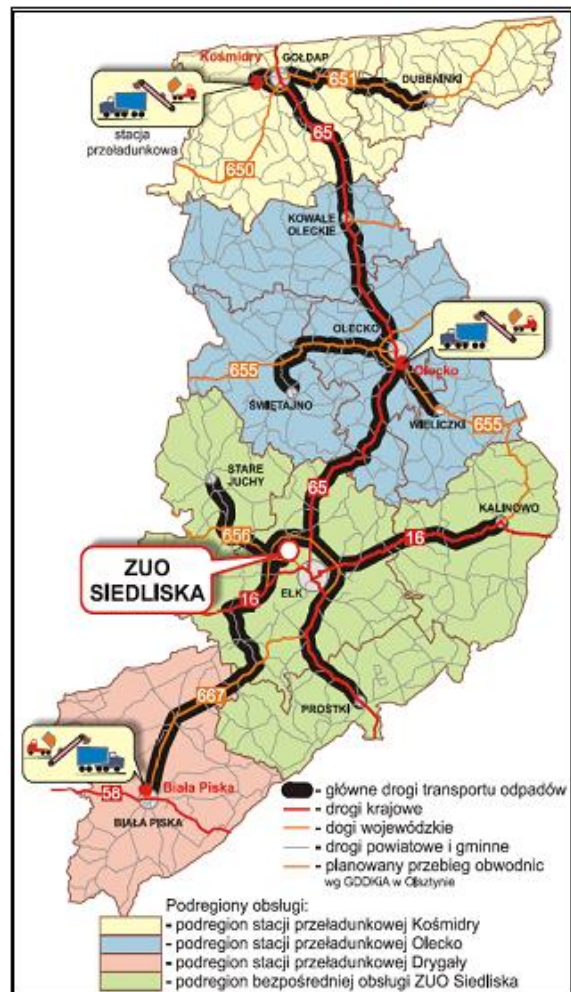 Kośmidry
GOŁDAP
651
DUBENINKI
stacja
przeładunkowa
65
650
KOWALE
OLECKIE
OLECKO
655
Olecko
ŚWIĘTAJNO
WIELICZKI
655
STARE
JUCHY
65
KALINOWO
656
16
ZUO
SIEDLISKA
16
EŁK
667
PROSTKI
Biała Piska
58
BIAŁA PISKA
- główne drogi transportu odpadów
- drogi krajowe
- dogi wojewódzkie
- drogi powiatowe i gminne
- planowany przebieg obwodnic
wg GDDKiA w Olsztynie
Podregiony obsługi:
- podregion stacji przeładunkowej Kośmidry
- podregion stacji przeładunkowej Olecko
- podregion stacji przeładunkowej Drygały
- podregion bezpośredniej obsługi ZUO Siedliska